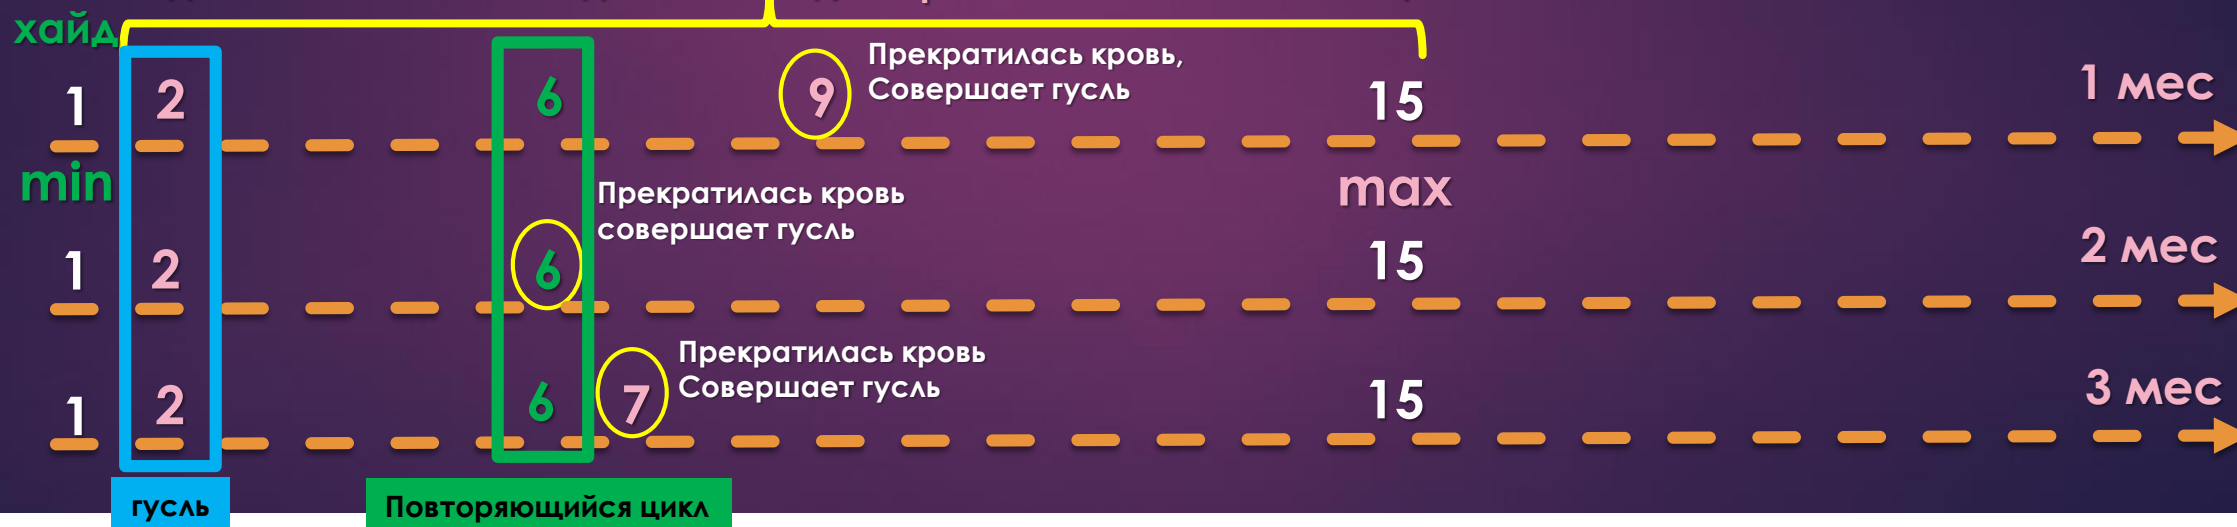 хайд
1 2 6 9 Прекратилась кровь,
Совершает гусль 15 1 мес
min max
Прекратилась кровь
совершает гусль
1 2 6 15 2 мес
Прекратилась кровь
Совершает гусль
1 2 6 7 15 3 мес
гусль
Повторяющийся цикл